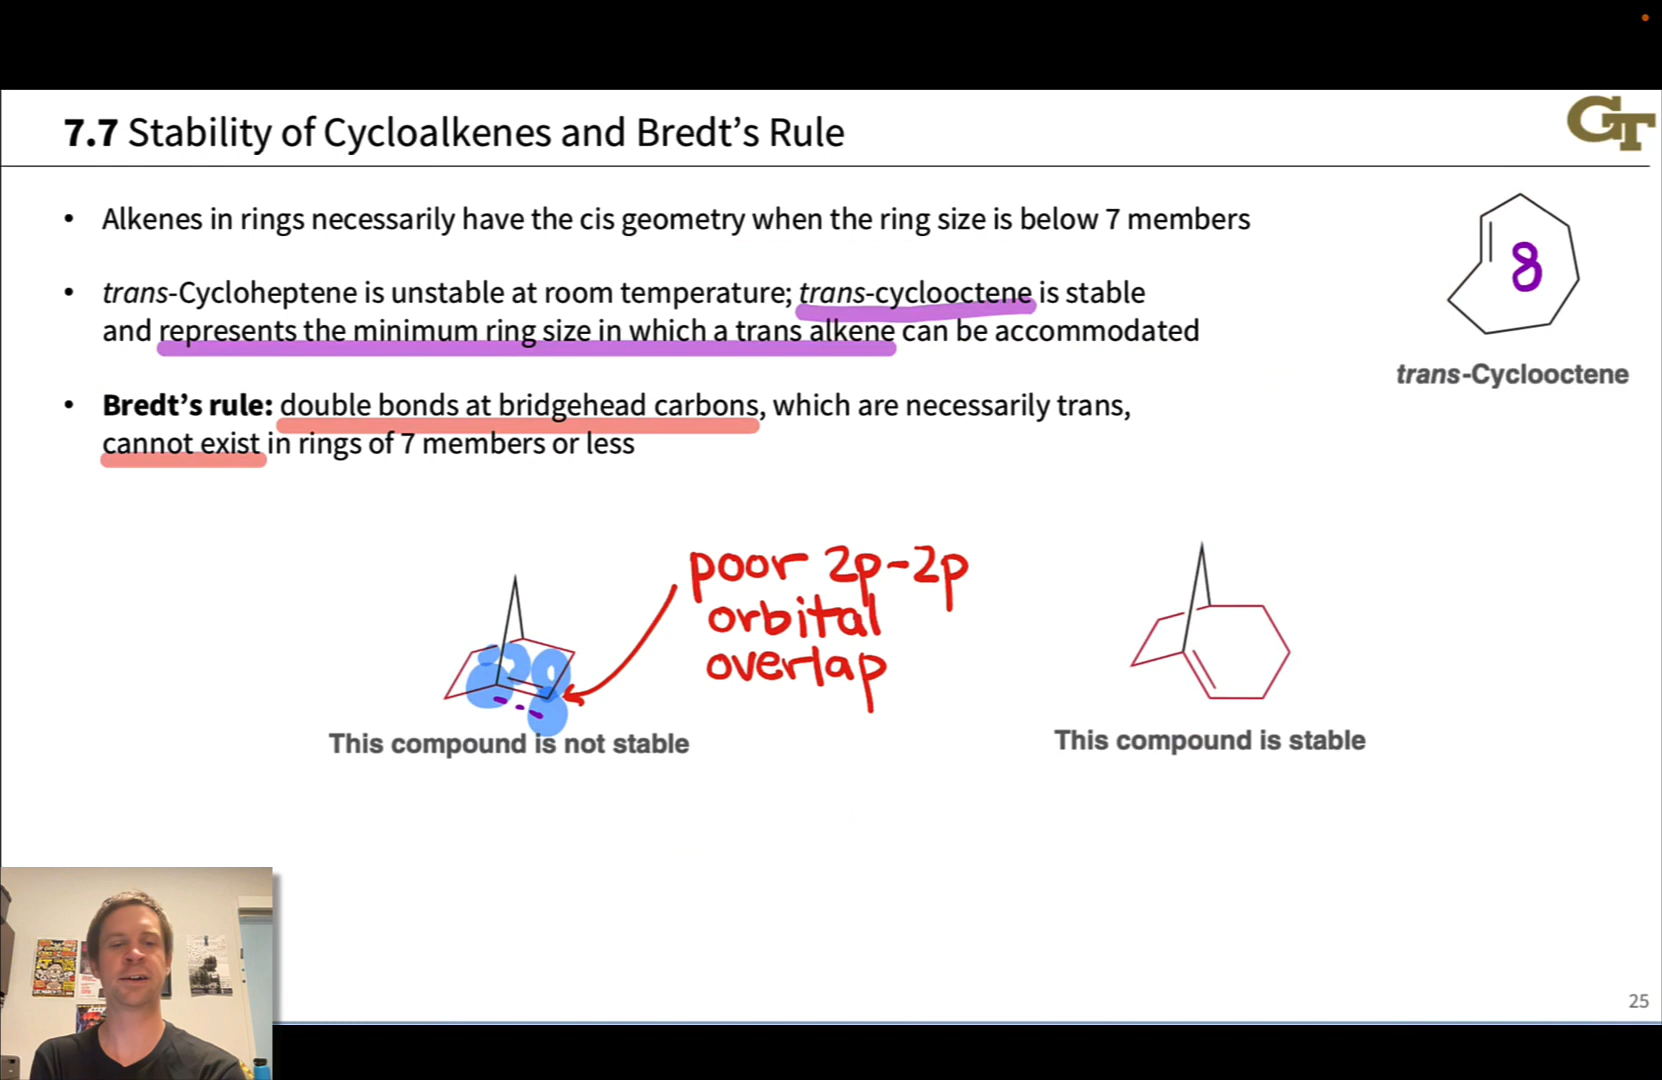 7.7 Stability of Cycloalkenes and Bredt's Rule
GT
• Alkenes in rings necessarily have the cis geometry when the ring size is below 7 members
8
• trans-Cycloheptene is unstable at room temperature; trans-cyclooctene is stable
and represents the minimum ring size in which a trans alkene can be accommodated
trans-Cyclooctene
• Bredt's rule: double bonds at bridgehead carbons, which are necessarily trans,
cannot exist in rings of 7 members or less
poor 2p-2p
orbital
overlap
This compound is not stable
This compound is stable
25